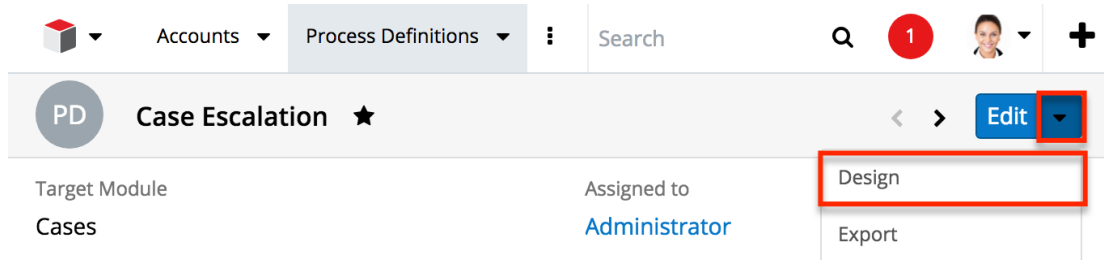 Accounts Process Definitions Search 1
PD Case Escalation Edit
Target Module Assigned to Design
Cases Administrator Export